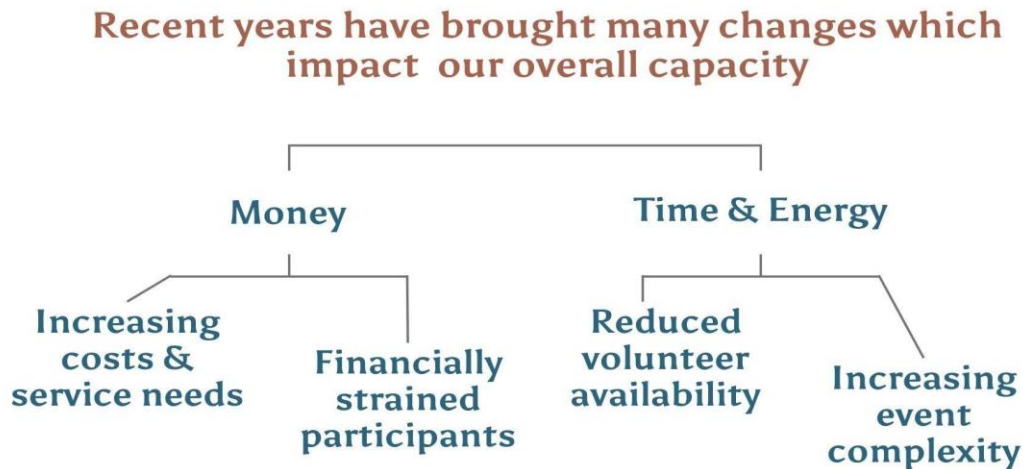 Recent years have brought many changes which
impact our overall capacity
Money
Time & Energy
Increasing
costs &
service needs
Financially
strained
participants
Reduced
volunteer
availability
Increasing
event
complexity